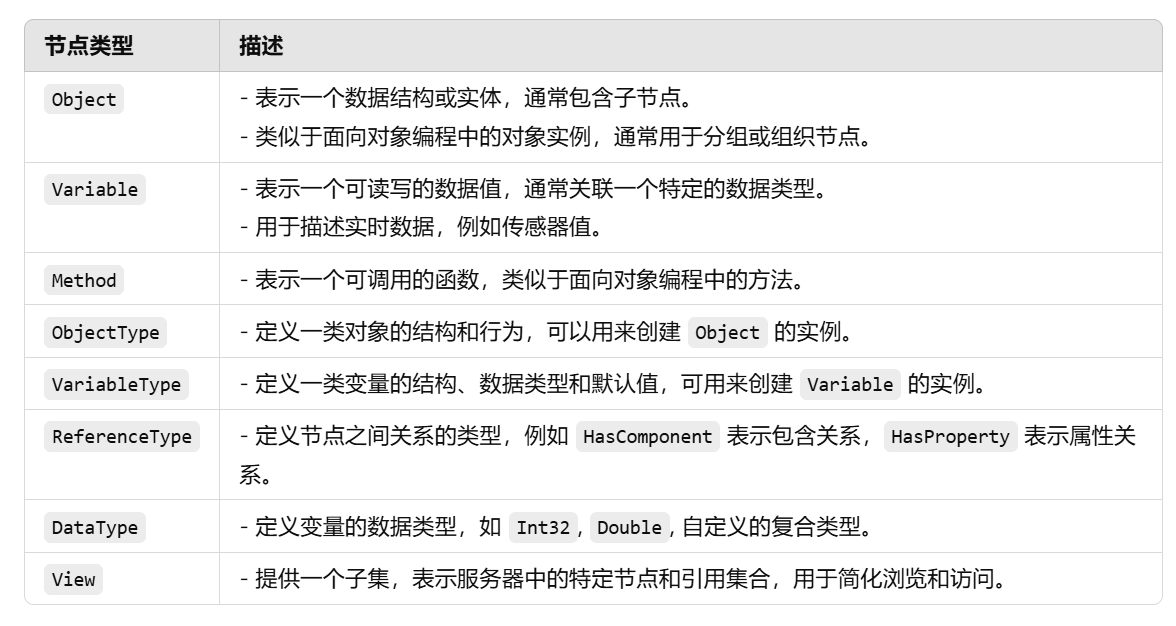 节点类型 描述
Object - 表示一个数据结构或实体，通常包含子节点。
- 类似于面向对象编程中的对象实例，通常用于分组或组织节点。
Variable - 表示一个可读写的数据值，通常关联一个特定的数据类型。
- 用于描述实时数据，例如传感器值。
Method - 表示一个可调用的函数，类似于面向对象编程中的方法。
ObjectType - 定义一类对象的结构和行为，可以用来创建 Object 的实例。
VariableType - 定义一类变量的结构、数据类型和默认值，可用来创建 Variable 的实例。
ReferenceType - 定义节点之间关系的类型，例如 HasComponent 表示包含关系，HasProperty 表示属性关
系。
DataType - 定义变量的数据类型，如 Int32, Double, 自定义的复合类型。
View - 提供一个子集，表示服务器中的特定节点和引用集合，用于简化浏览和访问。